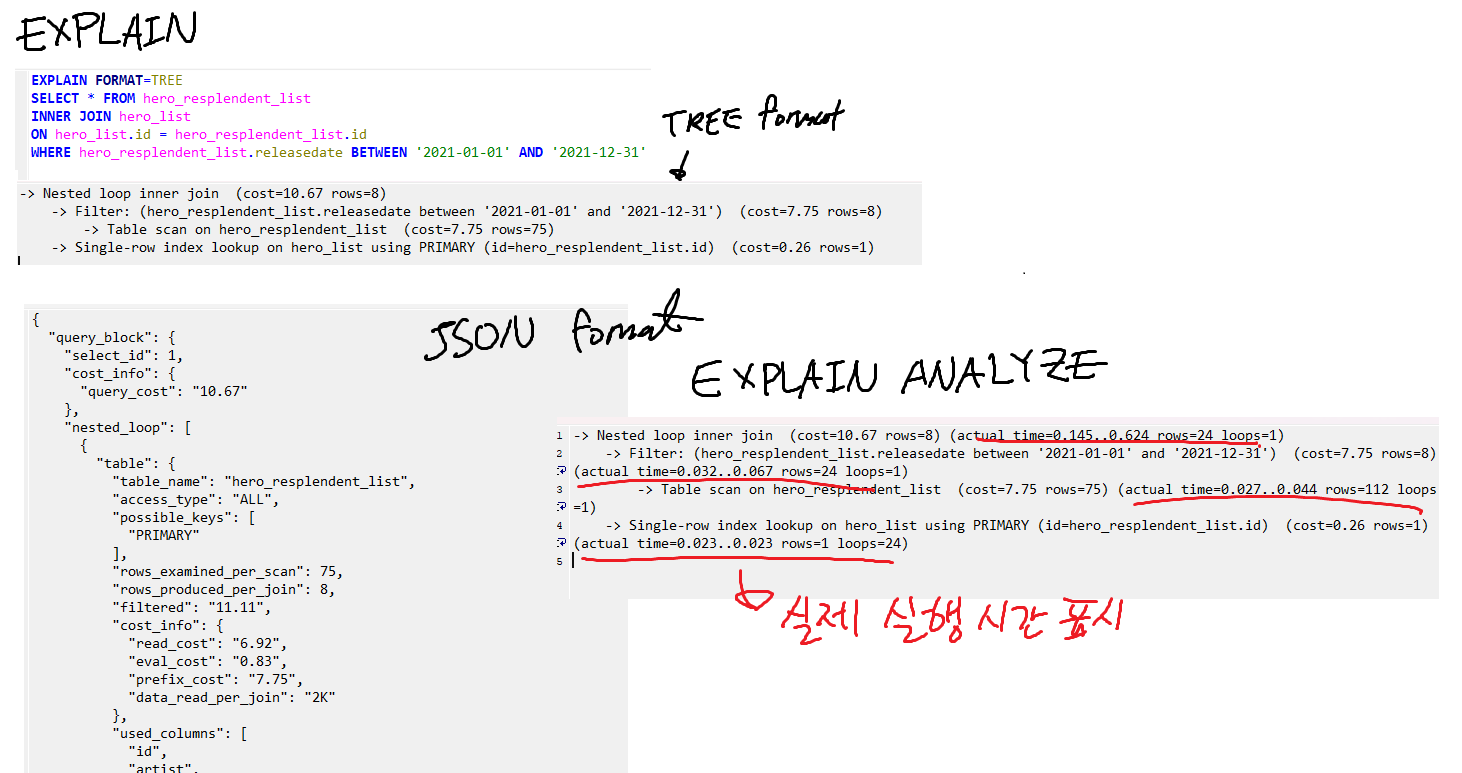 EXPLAIN
EXPLAIN FORMAT=TREE
SELECT * FROM hero_resplendent_list
INNER JOIN hero_list
ON hero_list.id = hero_resplendent_list.id
WHERE hero_resplendent_list.releasedate BETWEEN '2021-01-01' AND '2021-12-31'
TREE format
-> Nested loop inner join  (cost=10.67 rows=8)
    -> Filter: (hero_resplendent_list.releasedate between '2021-01-01' and '2021-12-31')  (cost=7.75 rows=8)
        -> Table scan on hero_resplendent_list  (cost=7.75 rows=75)
    -> Single-row index lookup on hero_list using PRIMARY (id=hero_resplendent_list.id)  (cost=0.26 rows=1)
JSON format
{
  "query_block": {
    "select_id": 1,
    "cost_info": {
      "query_cost": "10.67"
    },
    "nested_loop": [
      {
        "table": {
          "table_name": "hero_resplendent_list",
          "access_type": "ALL",
          "possible_keys": [
            "PRIMARY"
          ],
          "rows_examined_per_scan": 75,
          "rows_produced_per_join": 8,
          "filtered": "11.11",
          "cost_info": {
            "read_cost": "6.92",
            "eval_cost": "0.83",
            "prefix_cost": "7.75",
            "data_read_per_join": "2K"
          },
          "used_columns": [
            "id",
            "artist",
EXPLAIN ANALYZE
1 -> Nested loop inner join  (cost=10.67 rows=8) (actual time=0.145..0.624 rows=24 loops=1)
2     -> Filter: (hero_resplendent_list.releasedate between '2021-01-01' and '2021-12-31')  (cost=7.75 rows=8)
(actual time=0.032..0.067 rows=24 loops=1)
3         -> Table scan on hero_resplendent_list  (cost=7.75 rows=75) (actual time=0.027..0.044 rows=112 loops
=1)
4     -> Single-row index lookup on hero_list using PRIMARY (id=hero_resplendent_list.id)  (cost=0.26 rows=1)
(actual time=0.023..0.023 rows=1 loops=24)
5
실제 실행 시간 표시